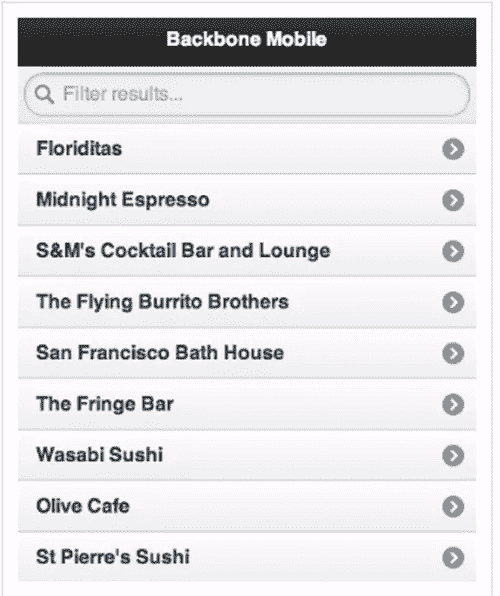 Backbone Mobile
Filter results...
Floriditas
Midnight Espresso
S&M's Cocktail Bar and Lounge
The Flying Burrito Brothers
San Francisco Bath House
The Fringe Bar
Wasabi Sushi
Olive Cafe
St Pierre's Sushi